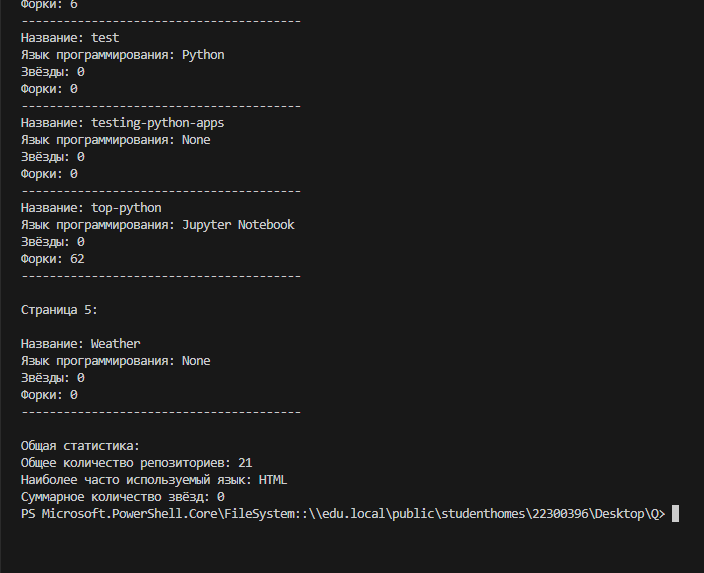 Форки: 6
----------------------------------------
Название: test
Язык программирования: Python
Звёзды: 0
Форки: 0
----------------------------------------
Название: testing-python-apps
Язык программирования: None
Звёзды: 0
Форки: 0
----------------------------------------
Название: top-python
Язык программирования: Jupyter Notebook
Звёзды: 0
Форки: 62
----------------------------------------
Страница 5:
Название: Weather
Язык программирования: None
Звёзды: 0
Форки: 0
----------------------------------------
Общая статистика:
Общее количество репозиториев: 21
Наиболее часто используемый язык: HTML
Суммарное количество звёзд: 0
PS Microsoft.PowerShell.Core\FileSystem::\\edu.local\public\studenthomes\22300396\Desktop\Q>